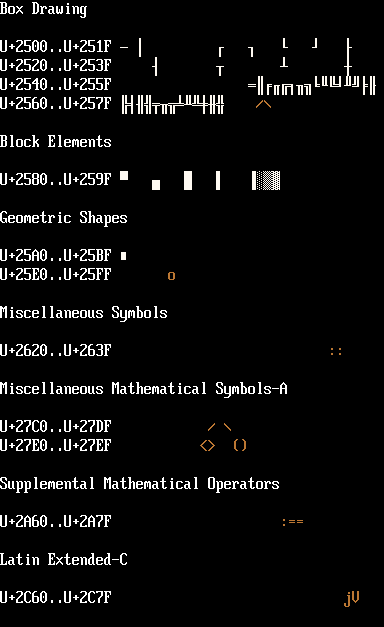 Box Drawing
U+2500..U+251F ─ │         ┌   ┐   └   ┘   ├
U+2520..U+253F     ┤       ┬       ┴       ┼
U+2540..U+255F                 ═║╒╓╔╕╖╗╘╙╚╛╜╝╞╟
U+2560..U+257F ╠╡╢╣╤╥╦╧╨╩╪╫╬    ╱╲
Block Elements
U+2580..U+259F ▀   ▄   █   ▌   ▐░▒▓
Geometric Shapes
U+25A0..U+25BF ■
U+25E0..U+25FF       o
Miscellaneous Symbols
U+2620..U+263F                           ::
Miscellaneous Mathematical Symbols-A
U+27C0..U+27DF            / \
U+27E0..U+27EF           <>  ()
Supplemental Mathematical Operators
U+2A60..U+2A7F                     :==
Latin Extended-C
U+2C60..U+2C7F                             jV